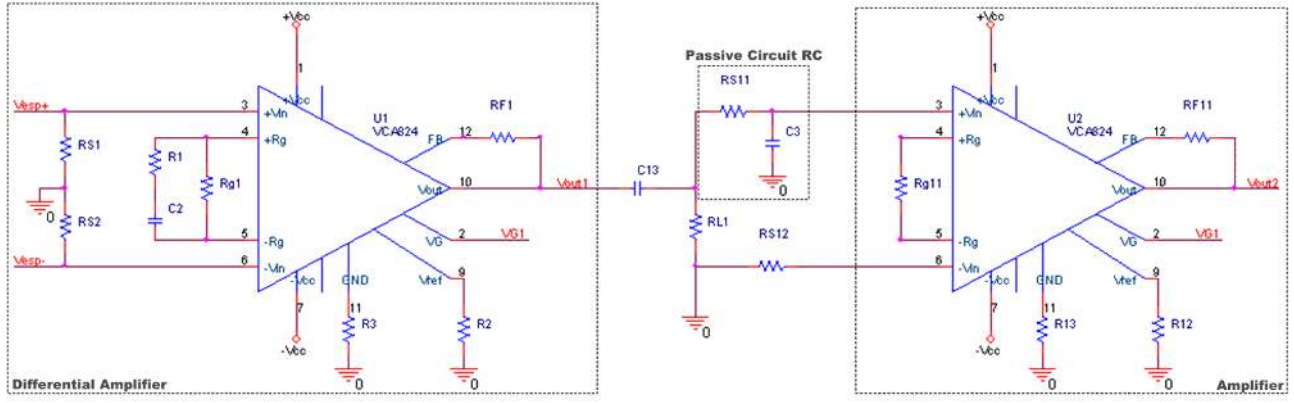 +Vcc
+Vcc
Passive Circuit RC
1
1
RS11
U1
VCA824
RF1
U2
VCA824
RF11
Vesp+
3
+Vcc
+Vin
3
+Vcc
+Vin
4
+Rg
FB
12
C3
4
+Rg
FB
12
RS1
R1
C13
0
Rg1
Vout
10
Vout1
Rg11
Vout
10
Vout2
0
C2
RS2
RL1
RS12
VG
2
VG1
VG
2
VG1
5
-Rg
5
-Rg
Vesp-
6
-Vin
-Vcc
GND
Vref
9
6
-Vin
-Vcc
GND
Vref
9
7
11
R3
R2
0
7
11
R13
R12
-Vcc
-Vcc
0
0
0
0
Differential Amplifier
Amplifier